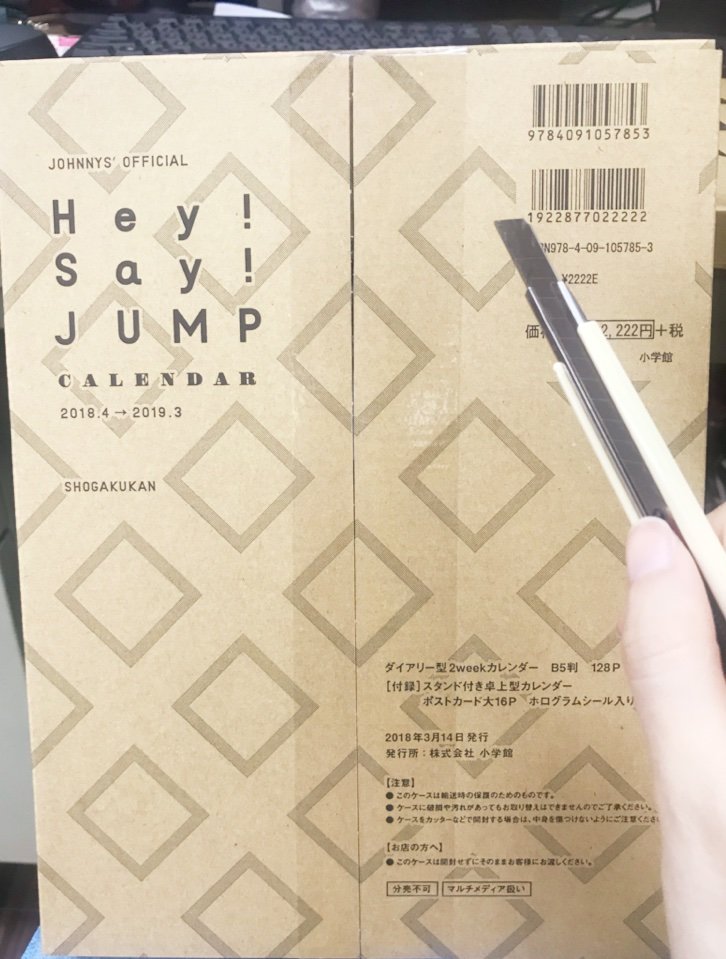 JOHNNYS' OFFICIAL
Hey!
Say!
JUMP
CALENDAR
2018.4→2019.3
SHOGAKUKAN
9784091057853
1922877022222
N978-4-09-105785-3
¥2222E
価 2,222円+税
小学館
ダイアリー型2weekカレンダー B5判 128P
【付録】スタンド付き卓上型カレンダー
ポストカード大16P ホログラムシール入り
2018年3月14日発行
発行所:株式会社 小学館
【注意】
●このケースは輸送時の保護のためのものです。
●ケースに破損や汚れがあってもお取り替えはできませんのでご了承ください。
●ケースをカッターなどで開封する場合は、中身を傷つけないようにご注意くださ
【お店の方へ】
●このケースは開封せずにそのままお客様にお渡しください。
分売不可 マルチメディア扱い